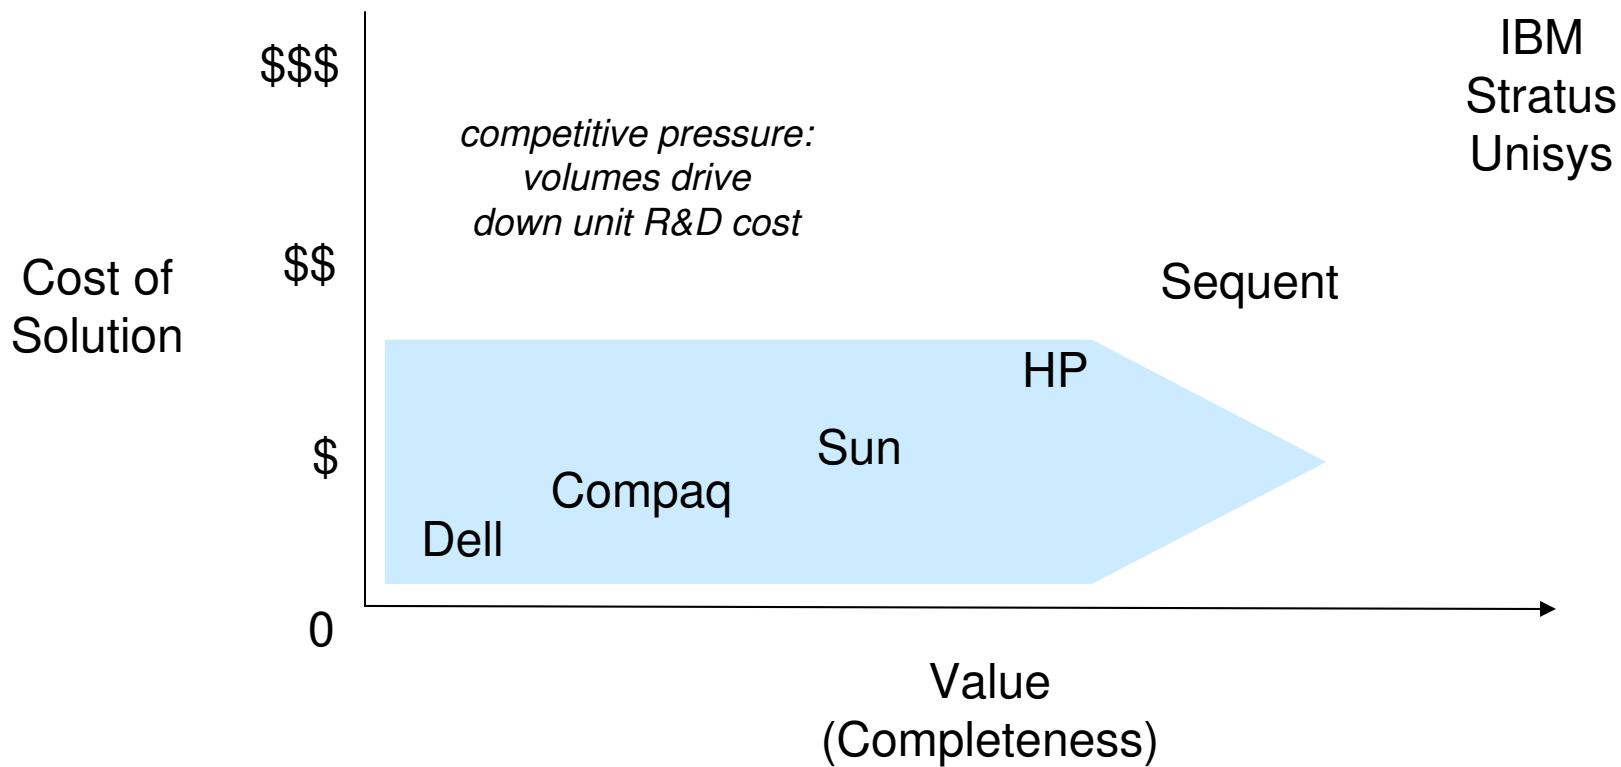 $$$
IBM
Stratus
Unisys
competitive pressure:
volumes drive
down unit R&D cost
Cost of
Solution
$$
Sequent
HP
Sun
$
Compaq
Dell
0
Value
(Completeness)